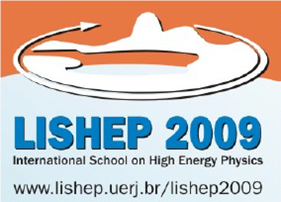 LISHEP 2009
International School on High Energy Physics
www.lishep.uerj.br/lishep2009